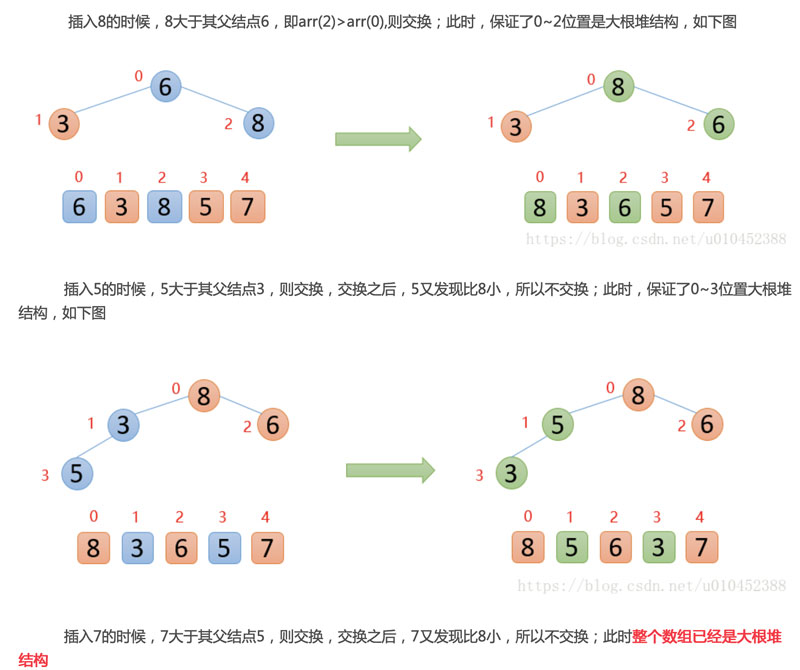 插入8的时候，8大于其父结点6，即arr(2)>arr(0),则交换；此时，保证了0~2位置是大根堆结构，如下图
0
6
1
3
2
8
0 1 2 3 4
6 3 8 5 7
0
8
1
3
2
6
0 1 2 3 4
8 3 6 5 7
https://blog.csdn.net/u010452388
插入5的时候，5大于其父结点3，则交换，交换之后，5又发现比8小，所以不交换；此时，保证了0~3位置大根堆
结构，如下图
0
8
1
3
2
6
3
5
0 1 2 3 4
8 3 6 5 7
0
8
1
5
2
6
3
3
0 1 2 3 4
8 5 6 3 7
https://blog.csdn.net/u010452388
插入7的时候，7大于其父结点5，则交换，交换之后，7又发现比8小，所以不交换；此时整个数组已经是大根堆
结构